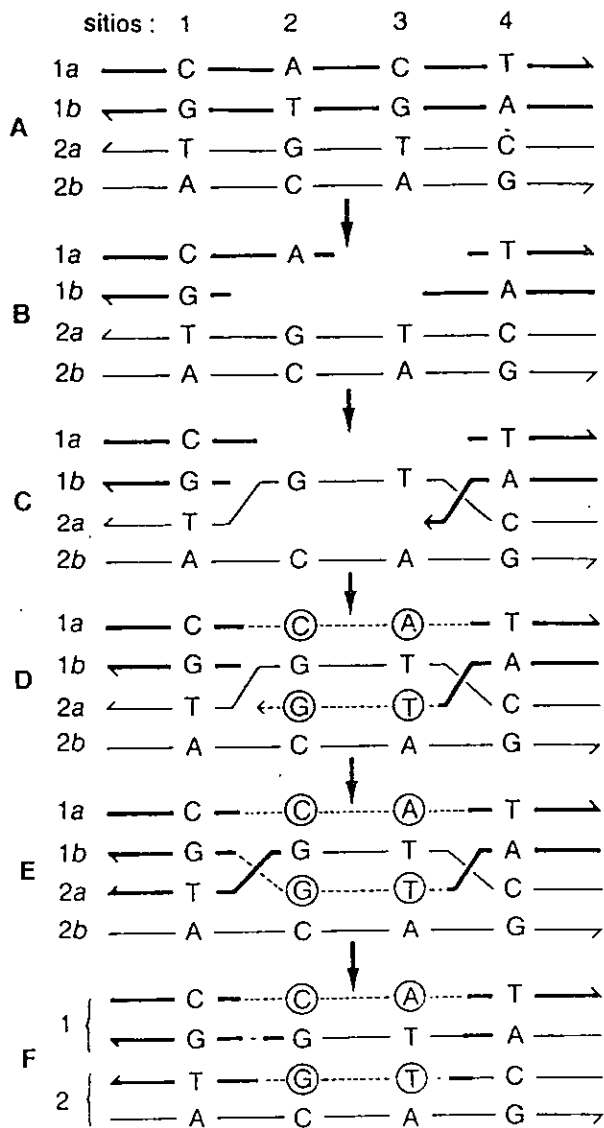 sitios : 1 2 3 4
1a C A C T
1b G T G A
A
2a T G T C
2b A C A G
1a C A T
1b G A
B
2a T G T C
2b A C A G
1a C T
1b G G T A
C
2a T C
2b A C A G
1a C C A T
1b G G T A
D
2a T G T C
2b A C A G
1a C C A T
1b G G T A
E
2a T G T C
2b A C A G
C C A T
1
G G T A
F
T G T C
2
A C A G